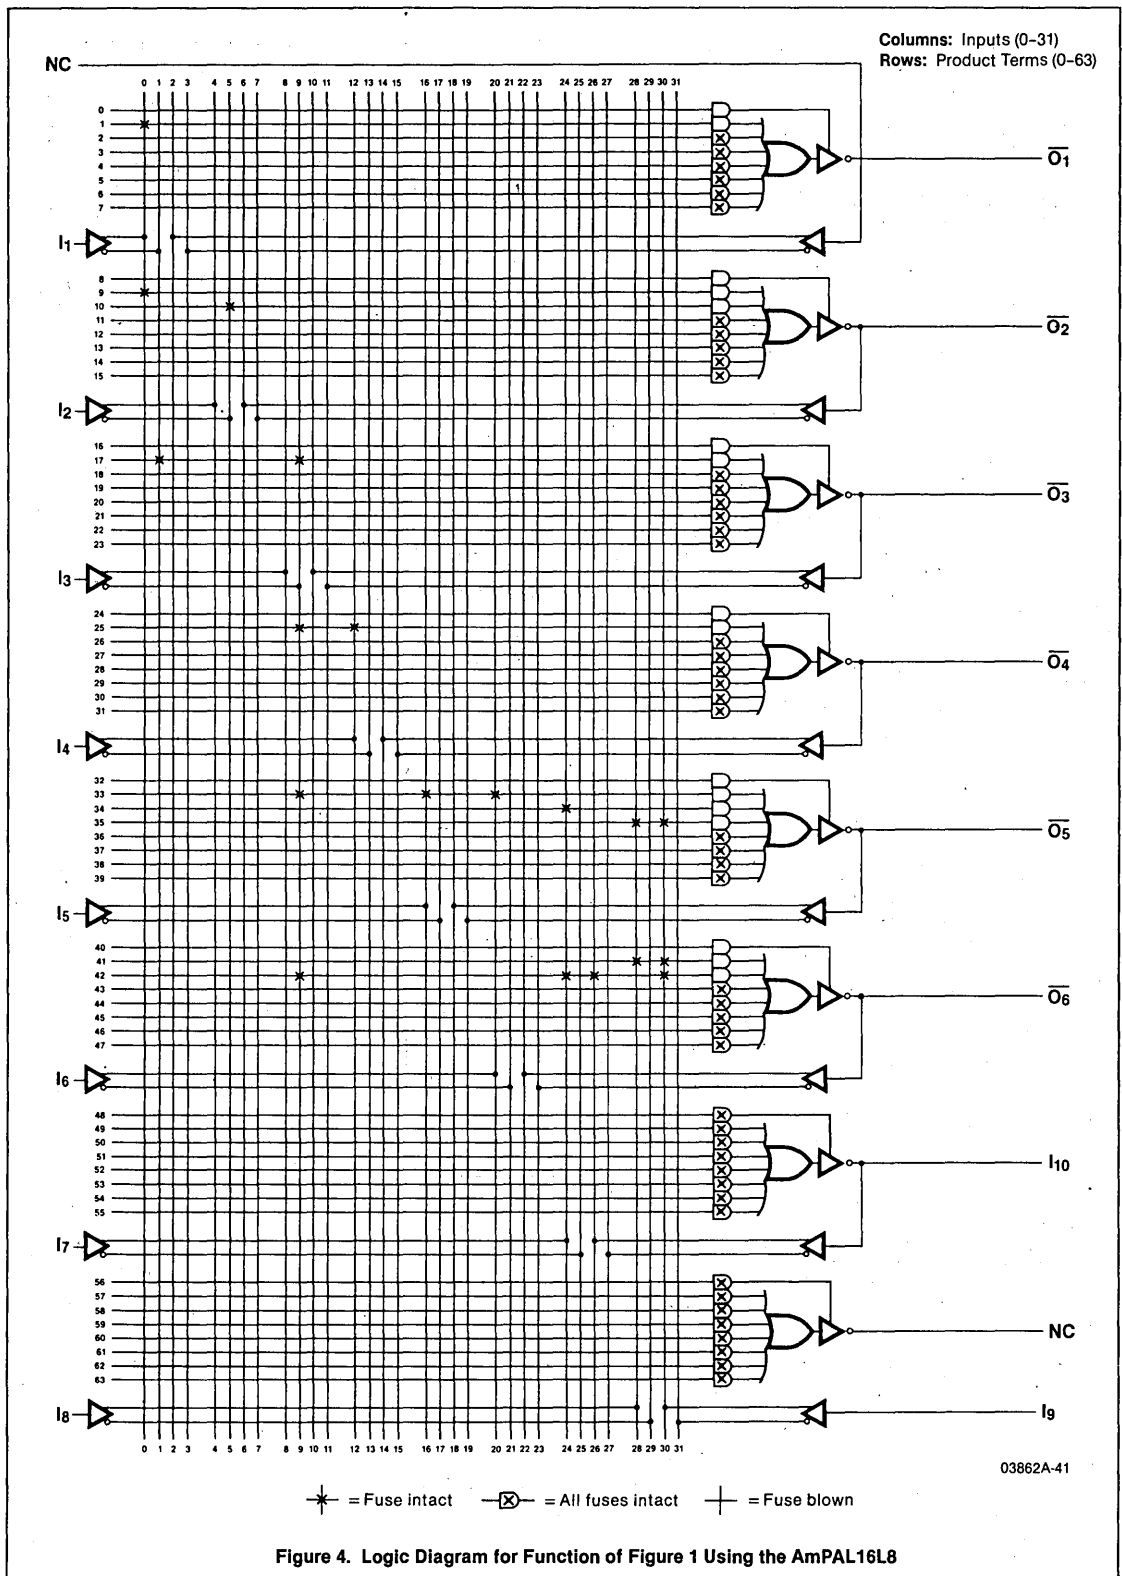 Columns: Inputs (0–31)
Rows: Product Terms (0–63)
NC
0 1 2 3 4 5 6 7 8 9 10 11 12 13 14 15 16 17 18 19 20 21 22 23 24 25 26 27 28 29 30 31
0
1
2
3
4
5
6
7
O1
I1
8
9
10
11
12
13
14
15
O2
I2
16
17
18
19
20
21
22
23
O3
I3
24
25
26
27
28
29
30
31
O4
I4
32
33
34
35
36
37
38
39
O5
I5
40
41
42
43
44
45
46
47
O6
I6
48
49
50
51
52
53
54
55
I10
I7
56
57
58
59
60
61
62
63
NC
I8
I9
0 1 2 3 4 5 6 7 8 9 10 11 12 13 14 15 16 17 18 19 20 21 22 23 24 25 26 27 28 29 30 31
03862A-41
= Fuse intact = All fuses intact = Fuse blown
Figure 4. Logic Diagram for Function of Figure 1 Using the AmPAL16L8